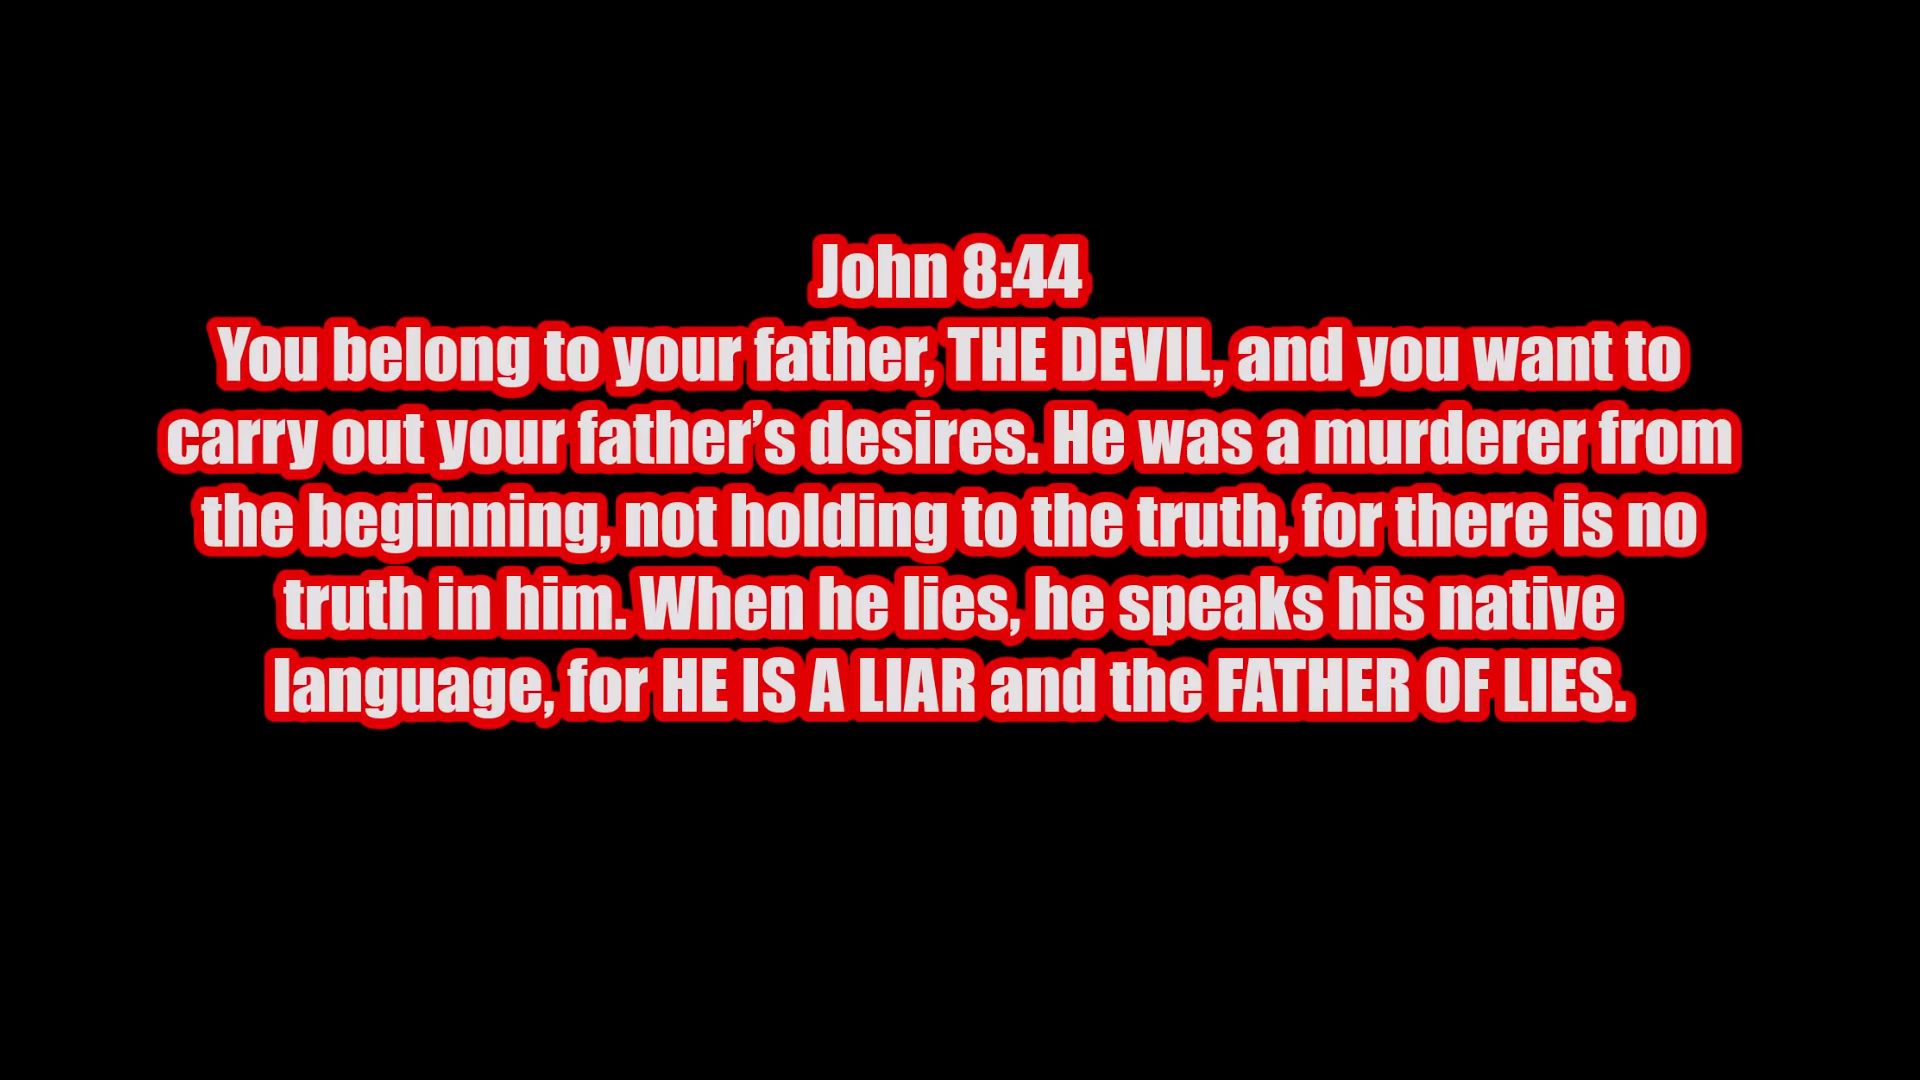 John 8:44
You belong to your father, THE DEVIL, and you want to
carry out your father’s desires. He was a murderer from
the beginning, not holding to the truth, for there is no
truth in him. When he lies, he speaks his native
language, for HE IS A LIAR and the FATHER OF LIES.